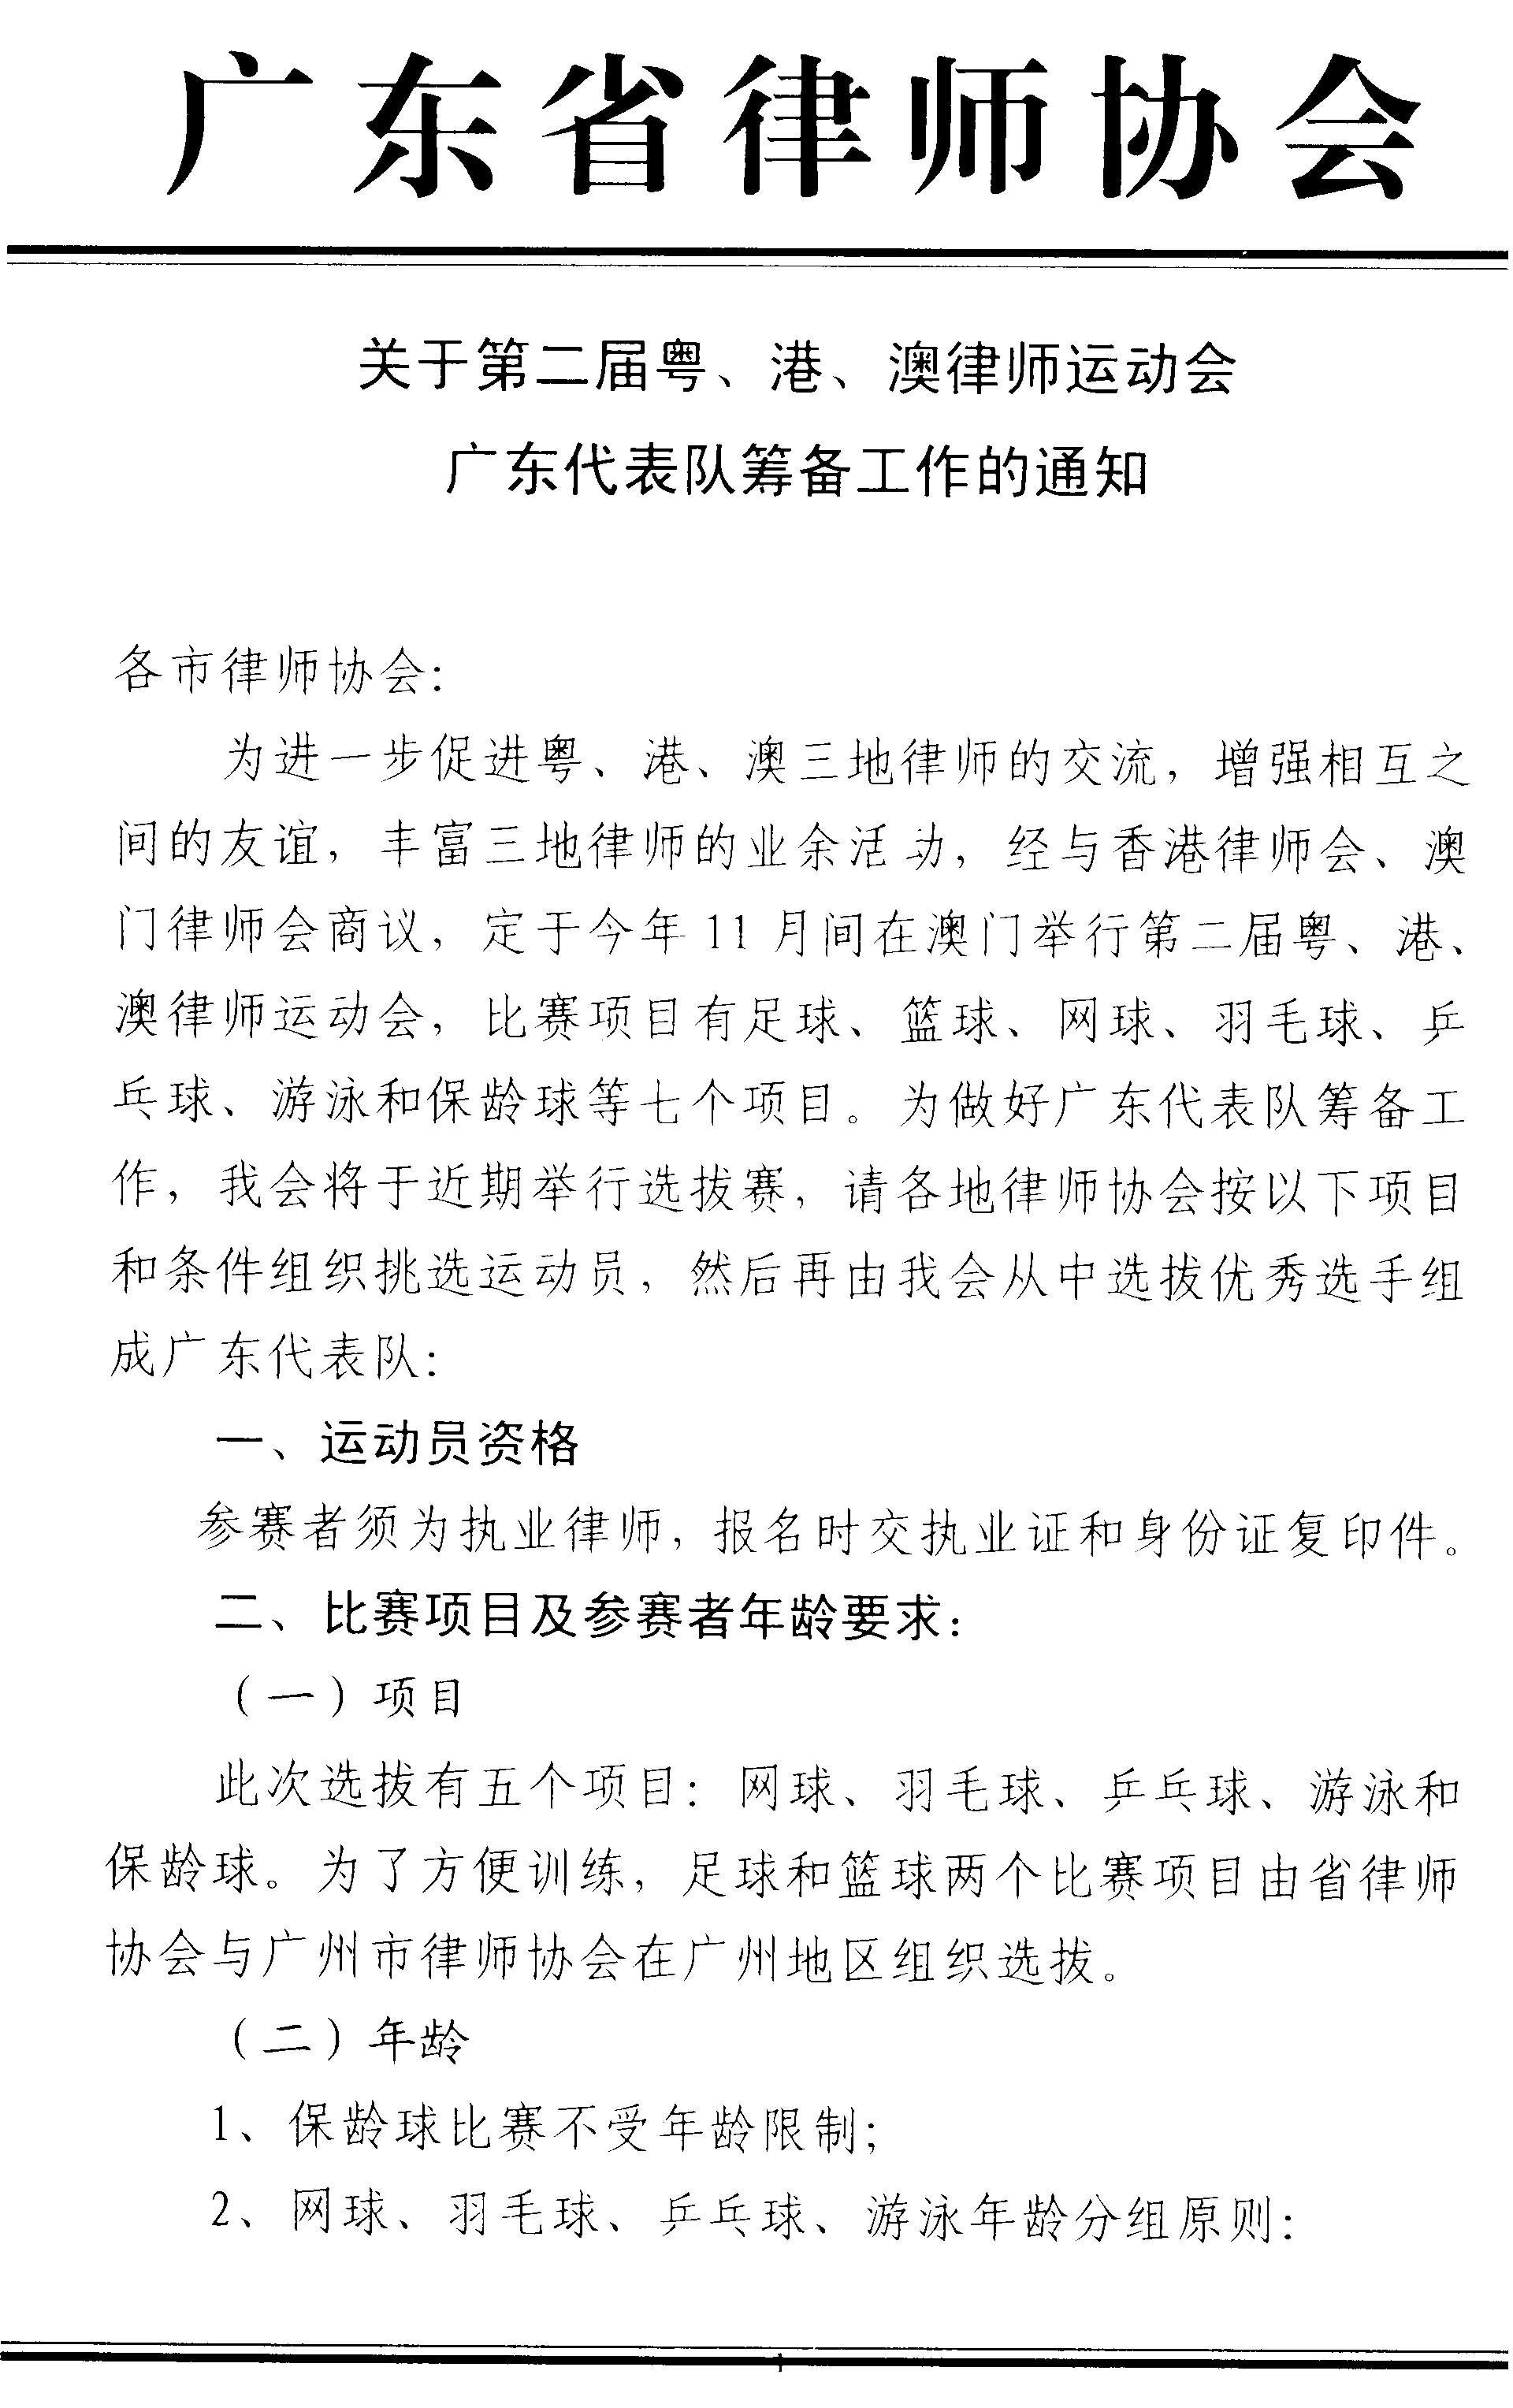 广东省律师协会
关于第二届粤、港、澳律师运动会
广东代表队筹备工作的通知
各市律师协会：
为进一步促进粤、港、澳三地律师的交流，增强相互之
间的友谊，丰富三地律师的业余活动，经与香港律师会、澳
门律师会商议，定于今年 11 月间在澳门举行第二届粤、港、
澳律师运动会，比赛项目有足球、篮球、网球、羽毛球、乒
乓球、游泳和保龄球等七个项目。为做好广东代表队筹备工
作，我会将于近期举行选拔赛，请各地律师协会按以下项目
和条件组织挑选运动员，然后再由我会从中选拔优秀选手组
成广东代表队：
一、运动员资格
参赛者须为执业律师，报名时交执业证和身份证复印件。
二、比赛项目及参赛者年龄要求：
（一）项目
此次选拔有五个项目：网球、羽毛球、乒乓球、游泳和
保龄球。为了方便训练，足球和篮球两个比赛项目由省律师
协会与广州市律师协会在广州地区组织选拔。
（二）年龄
1、保龄球比赛不受年龄限制；
2、网球、羽毛球、乒乓球、游泳年龄分组原则：
1